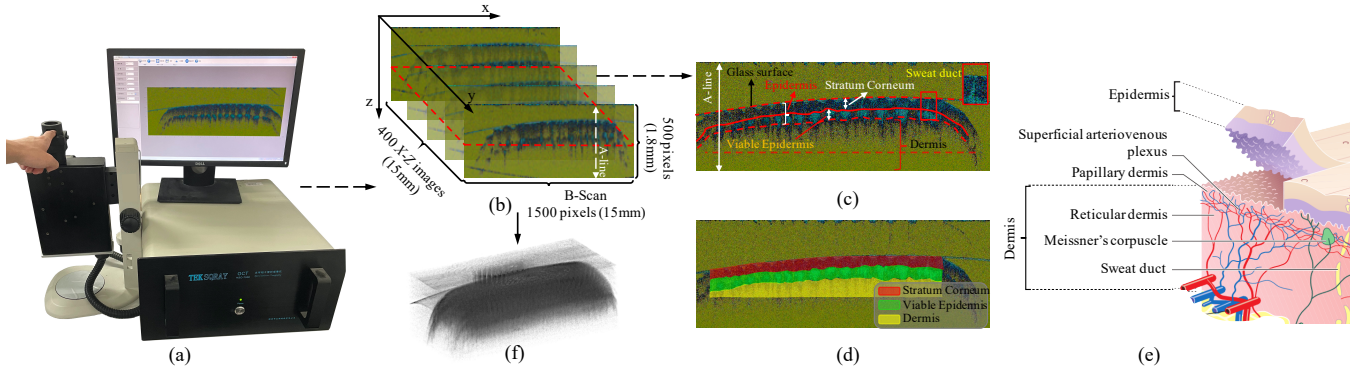 DELL
TEKSQRAY
OCT
(a)
x
y
z
A-line
400 X-Z images
(15mm)
500pixels
(1.8mm)
(b)
B-Scan
1500 pixels (15mm)
(f)
A-line
Glass surface
Epidermis
Stratum Corneum
Sweat duct
Viable Epidermis
Dermis
(c)
Stratum Corneum
Viable Epidermis
Dermis
(d)
Epidermis
Superficial arteriovenous
plexus
Papillary dermis
Dermis
Reticular dermis
Meissner's corpuscle
Sweat duct
(e)